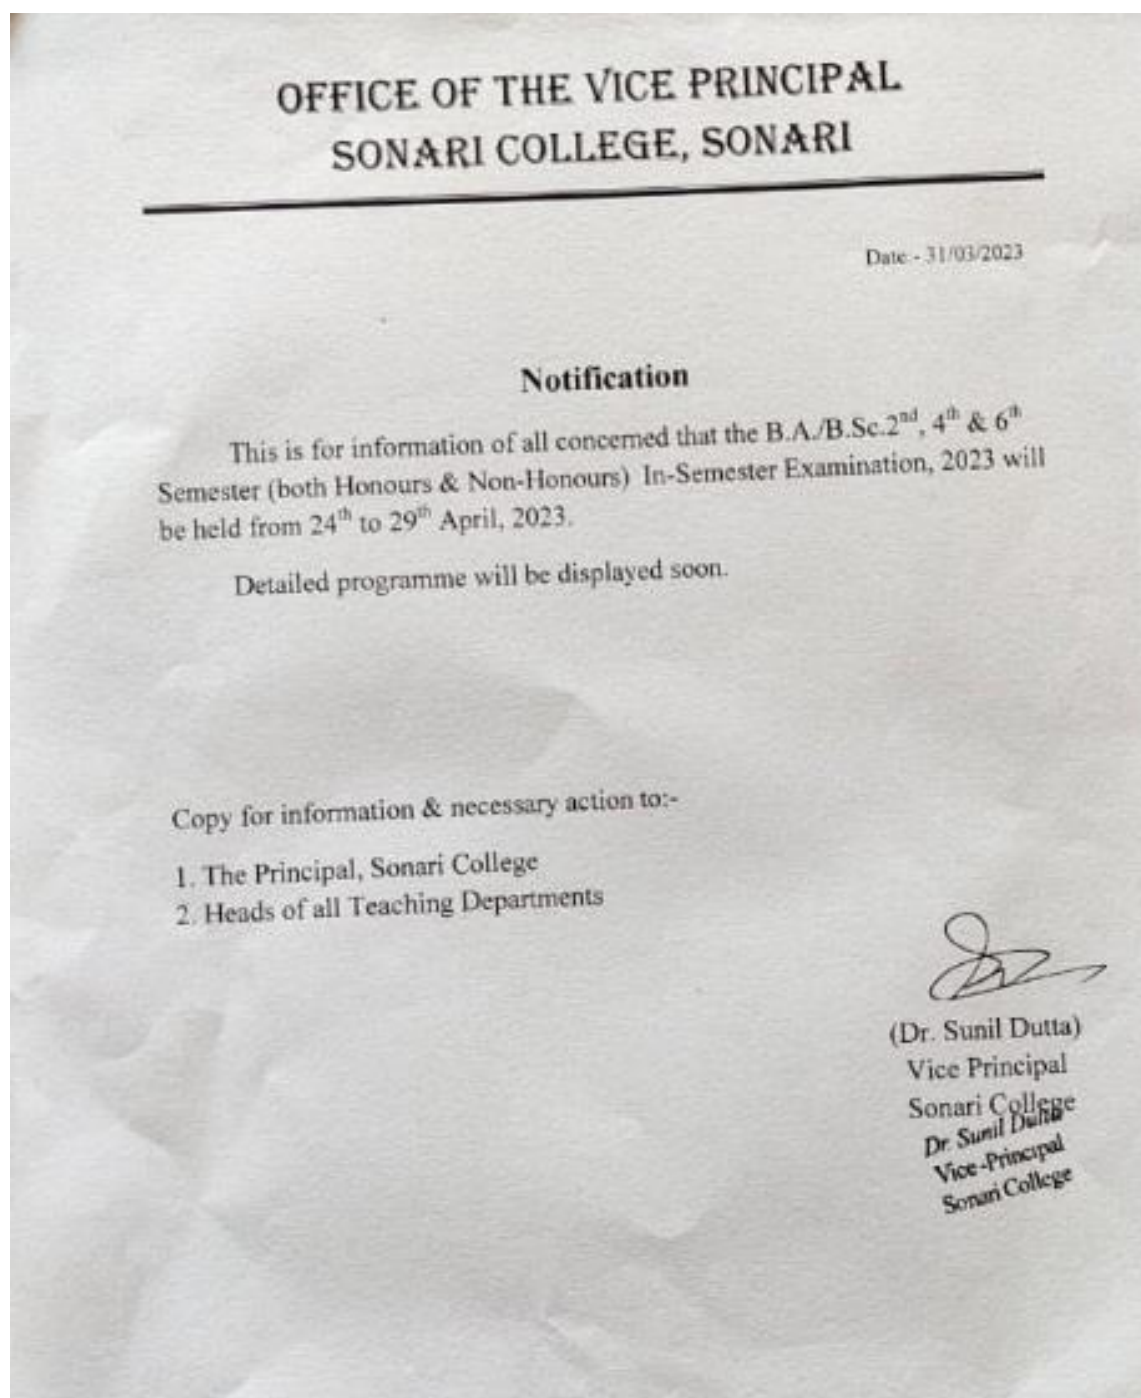 OFFICE OF THE VICE PRINCIPAL
SONARI COLLEGE, SONARI
Date:- 31/03/2023
Notification
This is for information of all concerned that the B.A./B.Sc.2nd, 4th & 6th
Semester (both Honours & Non-Honours) In-Semester Examination, 2023 will
be held from 24th to 29th April, 2023.
Detailed programme will be displayed soon.
Copy for information & necessary action to:-
1. The Principal, Sonari College
2. Heads of all Teaching Departments
(Dr. Sunil Dutta)
Vice Principal
Sonari College
Dr. Sunil Dutta
Vice-Principal
Sonari College